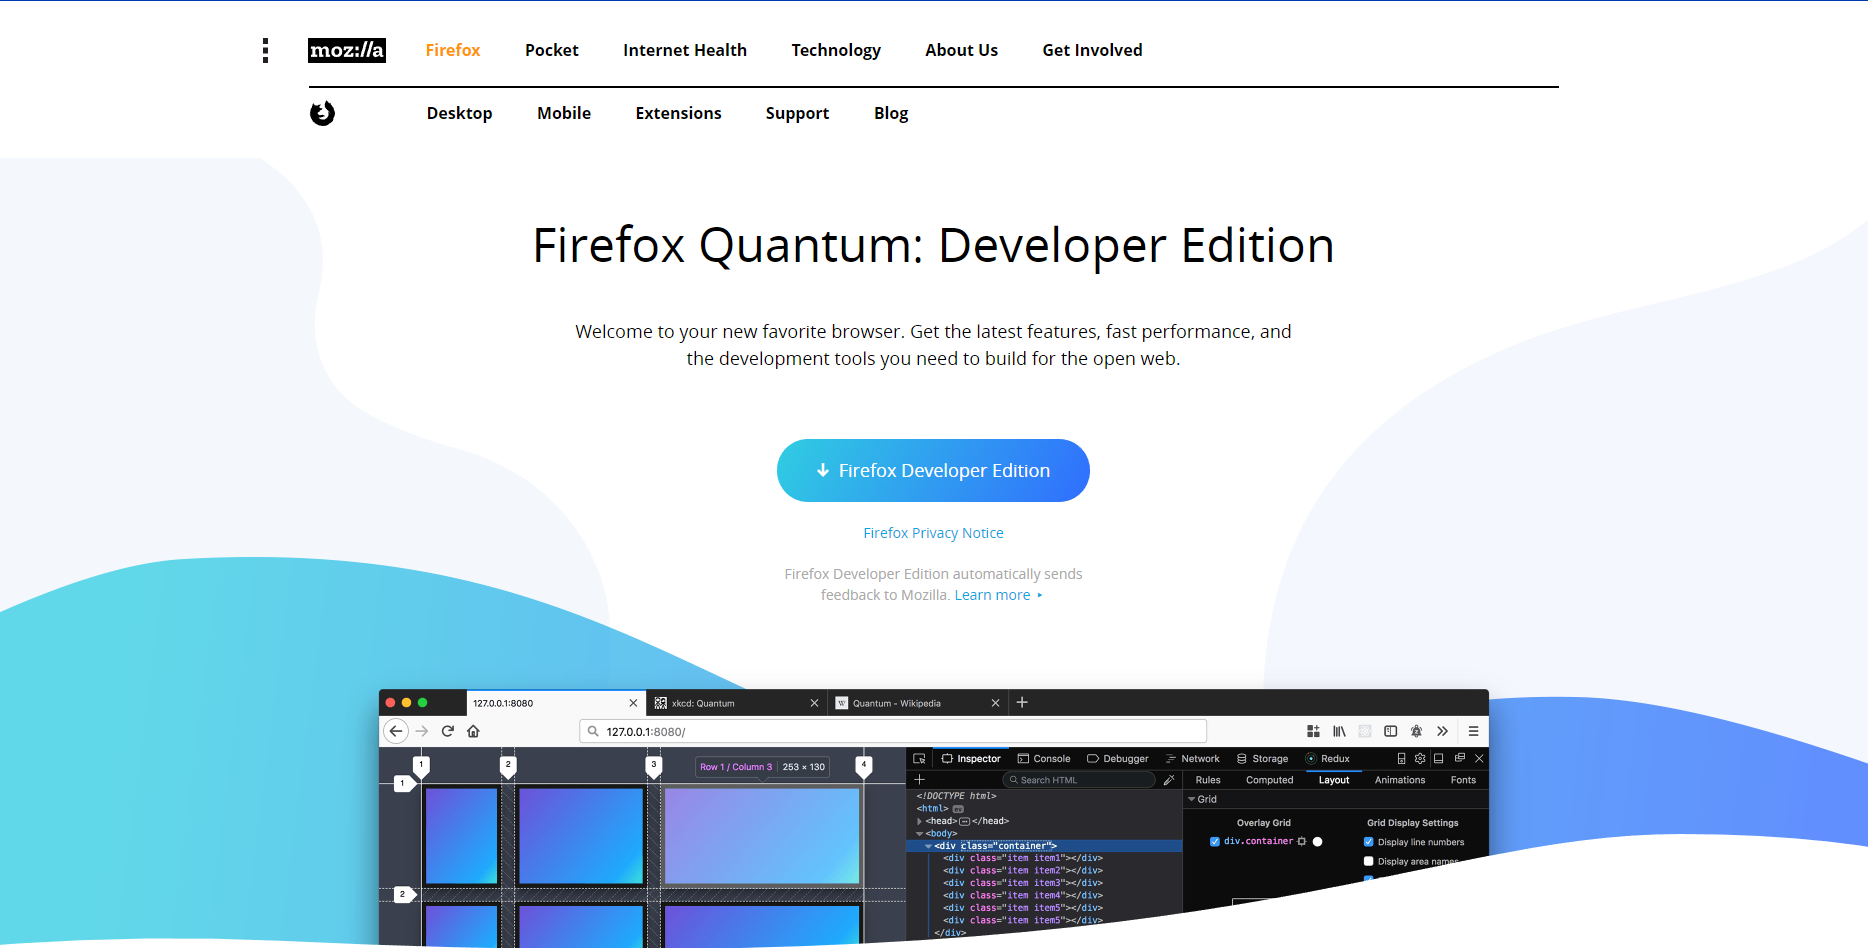 moz://a Firefox Pocket Internet Health Technology About Us Get Involved
Desktop Mobile Extensions Support Blog
Firefox Quantum: Developer Edition
Welcome to your new favorite browser. Get the latest features, fast performance, and
the development tools you need to build for the open web.
Firefox Developer Edition
Firefox Privacy Notice
Firefox Developer Edition automatically sends
feedback to Mozilla. Learn more
127.0.0.1:8080 xkcd: Quantum W Quantum - Wikipedia
127.0.0.1:8080/
1 2 3 Row 1 / Column 3 253 × 130 4
1
2
Inspector Console Debugger Network Storage Redux
Search HTML
Rules Computed Layout Animations Fonts
<!DOCTYPE html>
<html> ev
<head></head>
<body>
<div class="container">
<div class="item item1"></div>
<div class="item item2"></div>
<div class="item item3"></div>
<div class="item item4"></div>
<div class="item item5"></div>
<div class="item item5"></div>
</div>
Grid
Overlay Grid Grid Display Settings
div.container Display line numbers
Display area names